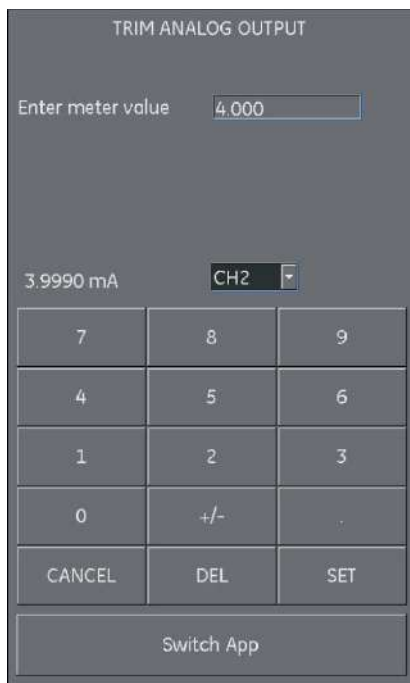 TRIM ANALOG OUTPUT
Enter meter value 4.000
3.9990 mA CH2
7 8 9
4 5 6
1 2 3
0 +/- .
CANCEL DEL SET
Switch App